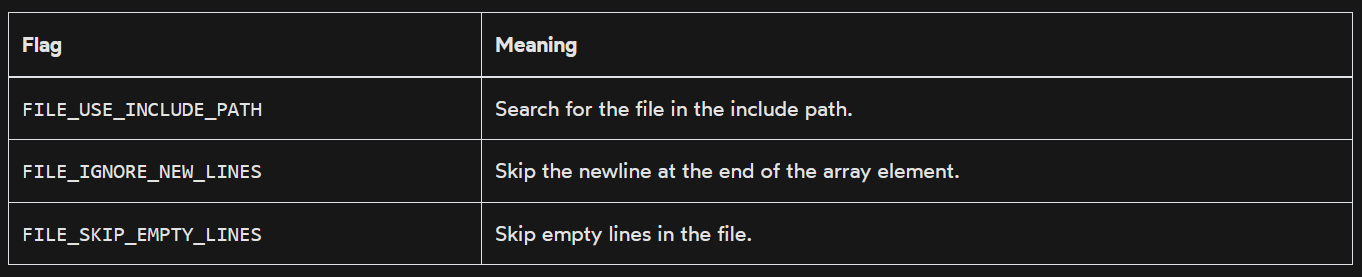 Flag Meaning
FILE_USE_INCLUDE_PATH Search for the file in the include path.
FILE_IGNORE_NEW_LINES Skip the newline at the end of the array element.
FILE_SKIP_EMPTY_LINES Skip empty lines in the file.